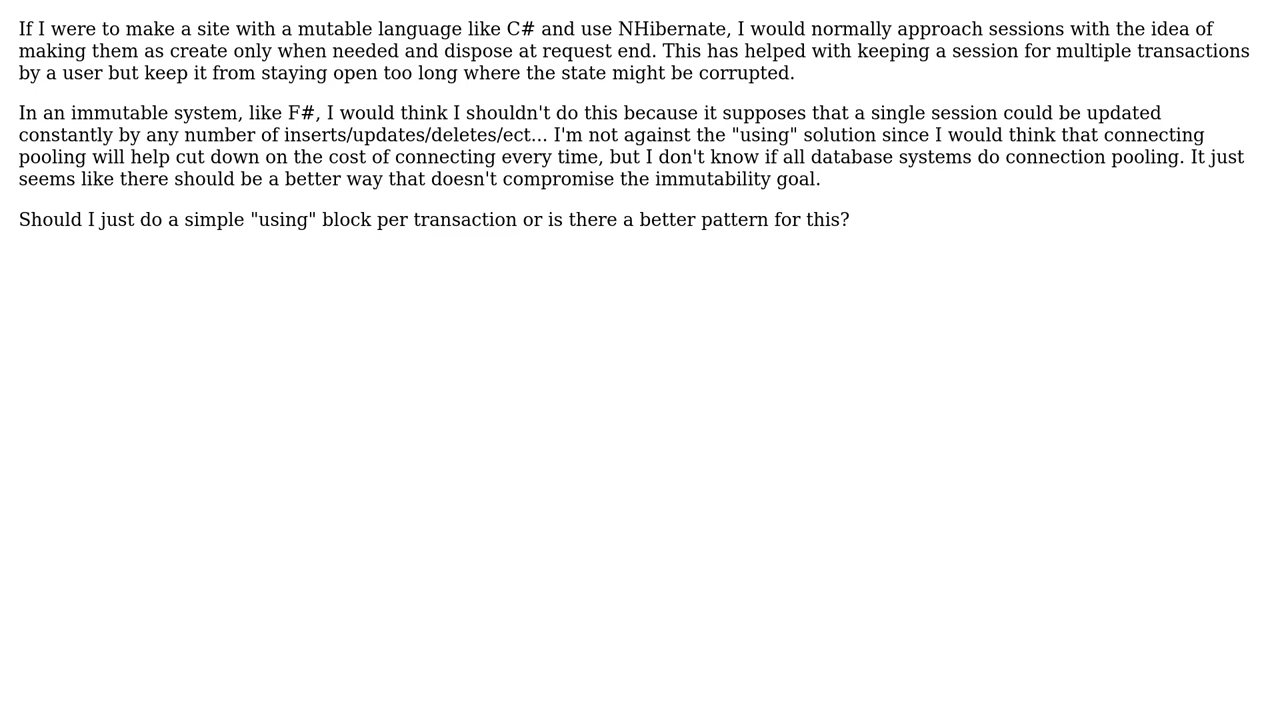 If I were to make a site with a mutable language like C# and use NHibernate, I would normally approach sessions with the idea of
making them as create only when needed and dispose at request end. This has helped with keeping a session for multiple transactions
by a user but keep it from staying open too long where the state might be corrupted.
In an immutable system, like F#, I would think I shouldn't do this because it supposes that a single session could be updated
constantly by any number of inserts/updates/deletes/ect... I'm not against the "using" solution since I would think that connecting
pooling will help cut down on the cost of connecting every time, but I don't know if all database systems do connection pooling. It just
seems like there should be a better way that doesn't compromise the immutability goal.
Should I just do a simple "using" block per transaction or is there a better pattern for this?